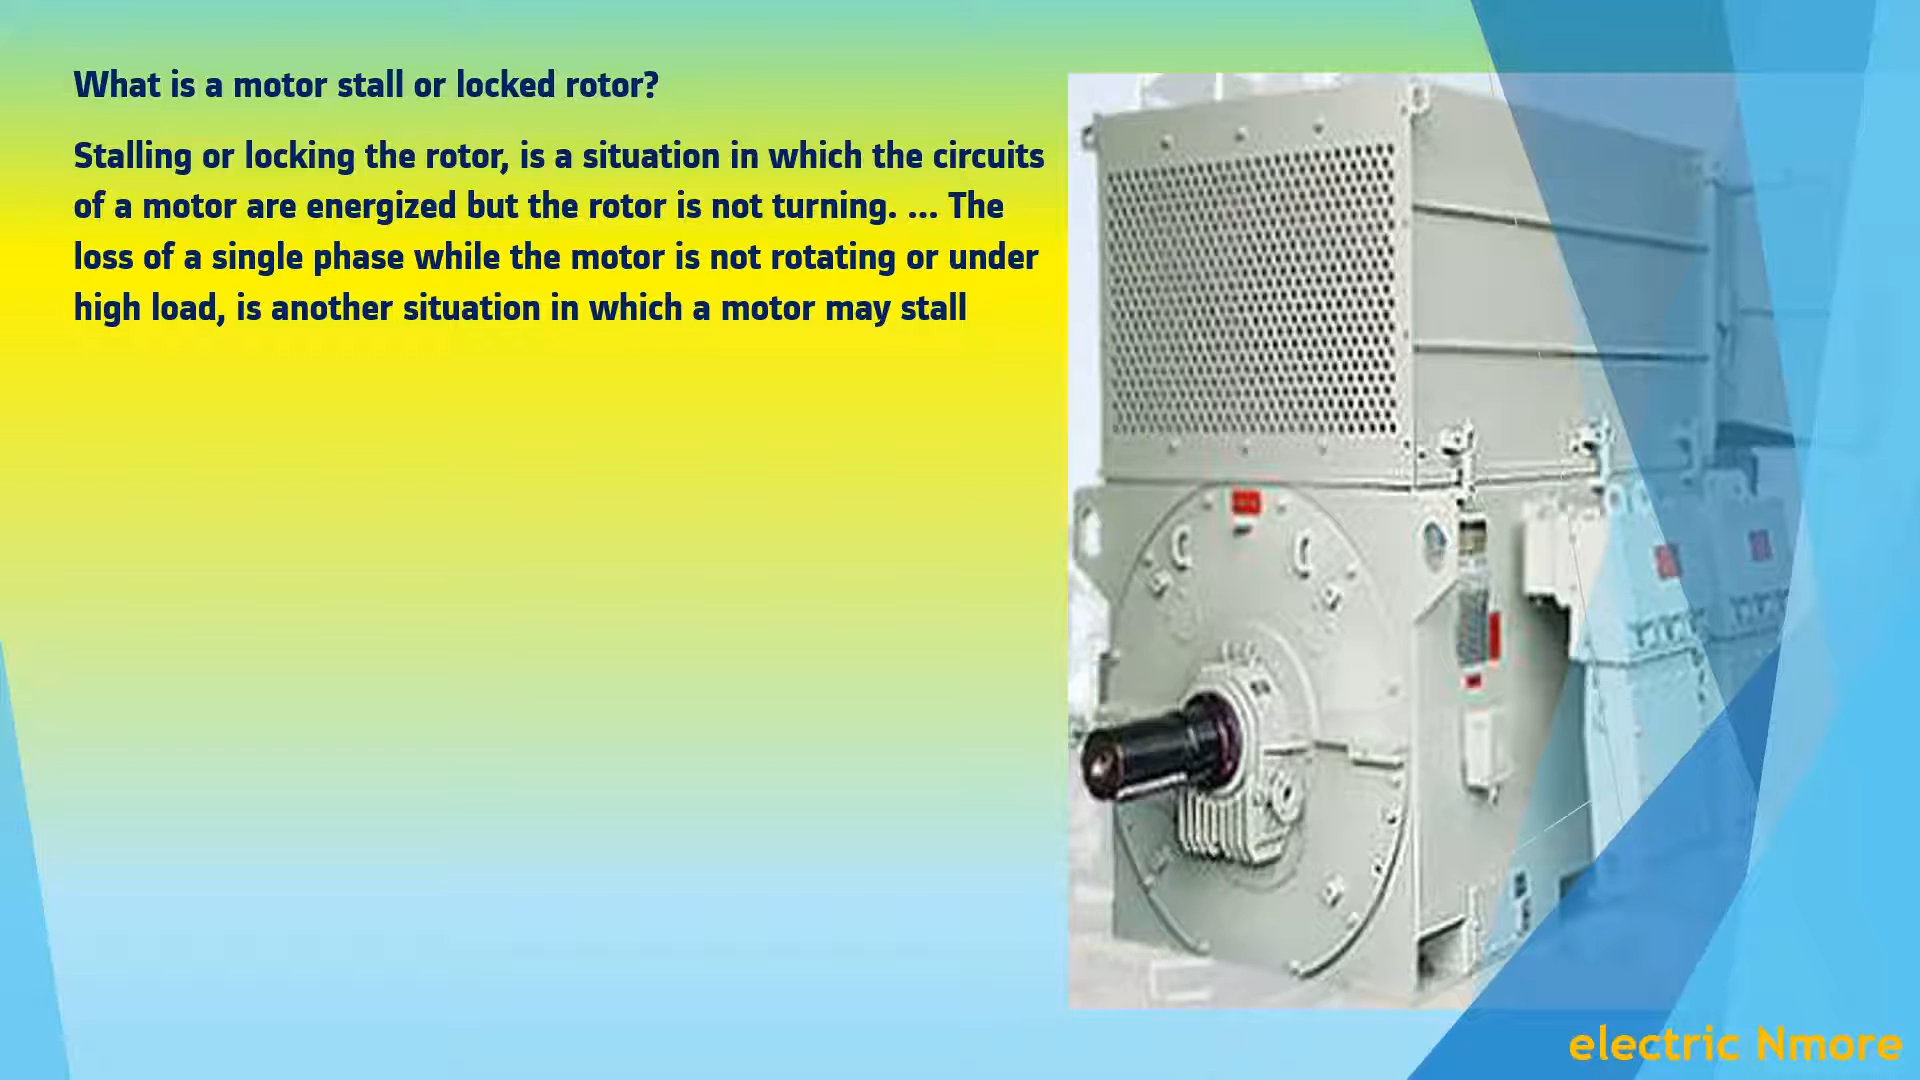 What is a motor stall or locked rotor?
Stalling or locking the rotor, is a situation in which the circuits
of a motor are energized but the rotor is not turning. ... The
loss of a single phase while the motor is not rotating or under
high load, is another situation in which a motor may stall
electric Nmore